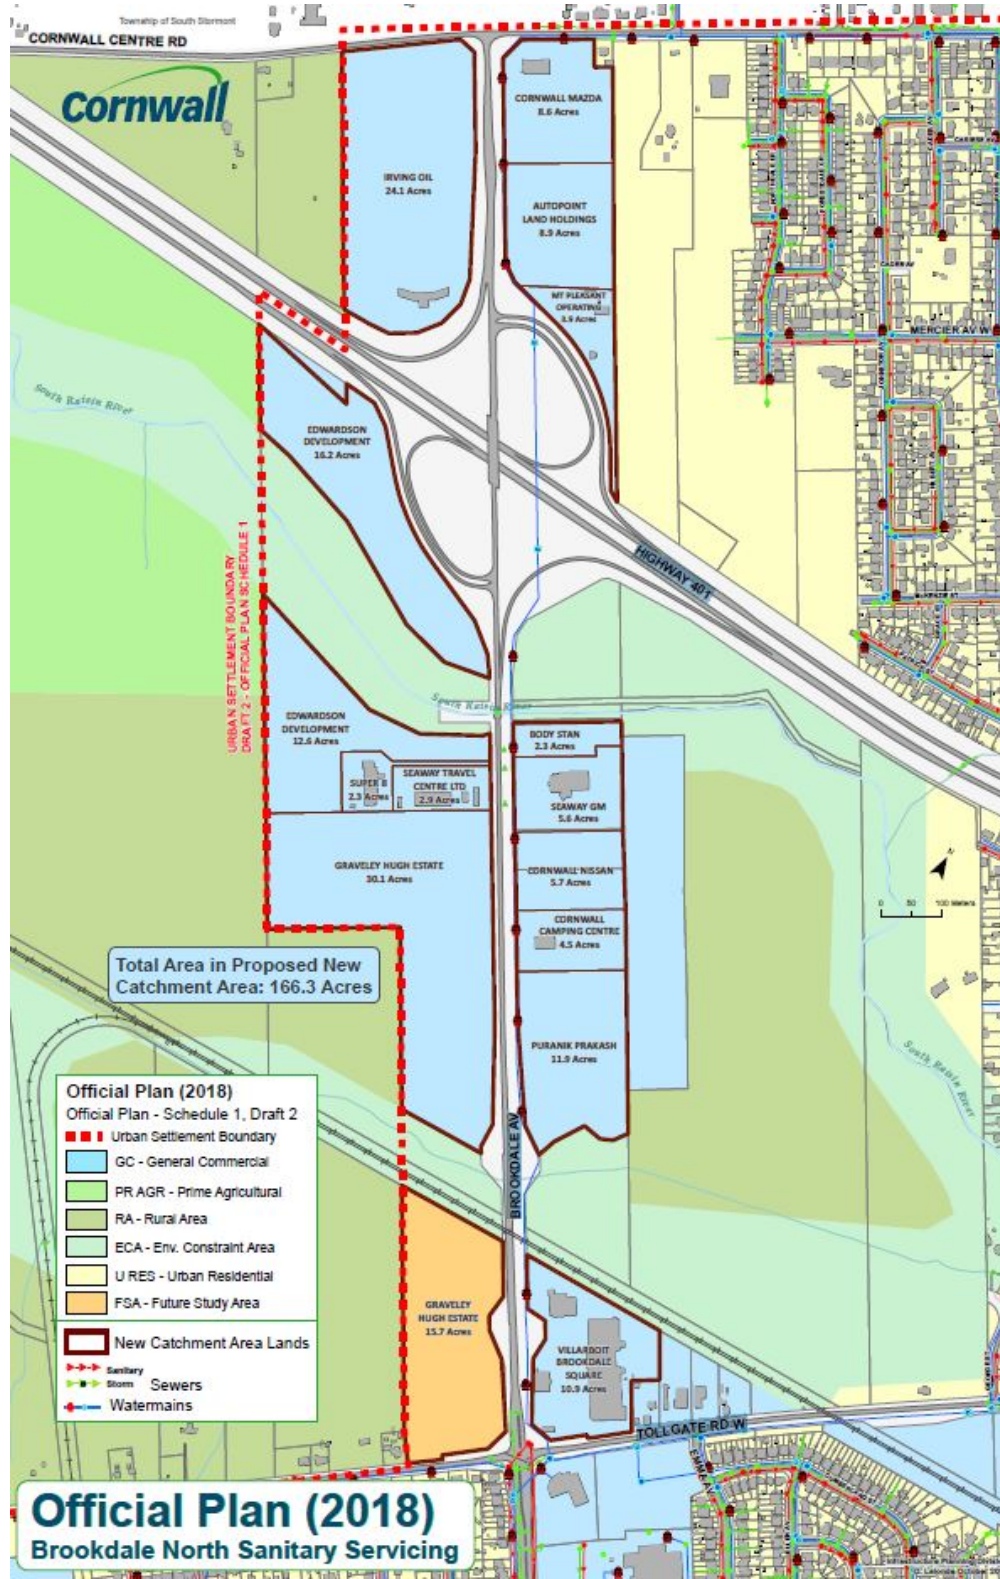 Township of South Stormont
CORNWALL CENTRE RD
Cornwall
CORNWALL MAZDA
8.6 Acres
IRVING OIL
24.1 Acres
AUTOPOINT
LAND HOLDINGS
8.9 Acres
MT PLEASANT
OPERATING
3.9 Acres
MERCIER AV W
South Raisin River
EDWARDSON
DEVELOPMENT
16.2 Acres
HIGHWAY 401
URBAN SETTLEMENT BOUNDARY
DRAFT 2 - OFFICIAL PLAN SCHEDULE 1
South Raisin River
EDWARDSON
DEVELOPMENT
12.6 Acres
BODY STAN
2.3 Acres
SUPER 8
2.3 Acres
SEAWAY TRAVEL
CENTRE LTD
2.9 Acres
SEAWAY GM
5.6 Acres
GRAVELEY HUGH ESTATE
30.1 Acres
CORNWALL NISSAN
5.7 Acres
N
0 50 100 Meters
CORNWALL
CAMPING CENTRE
4.5 Acres
Total Area in Proposed New
Catchment Area: 166.3 Acres
PURANIK PRAKASH
11.9 Acres
South Raisin River
BROOKDALE AV
Official Plan (2018)
Official Plan - Schedule 1, Draft 2
Urban Settlement Boundary
GC - General Commercial
PR AGR - Prime Agricultural
RA - Rural Area
ECA - Env. Constraint Area
U RES - Urban Residential
FSA - Future Study Area
New Catchment Area Lands
Sanitary
Storm Sewers
Watermains
GRAVELEY
HUGH ESTATE
15.7 Acres
VILLARBOIT
BROOKDALE
SQUARE
10.9 Acres
TOLLGATE RD W
EMMA AV
Official Plan (2018)
Brookdale North Sanitary Servicing